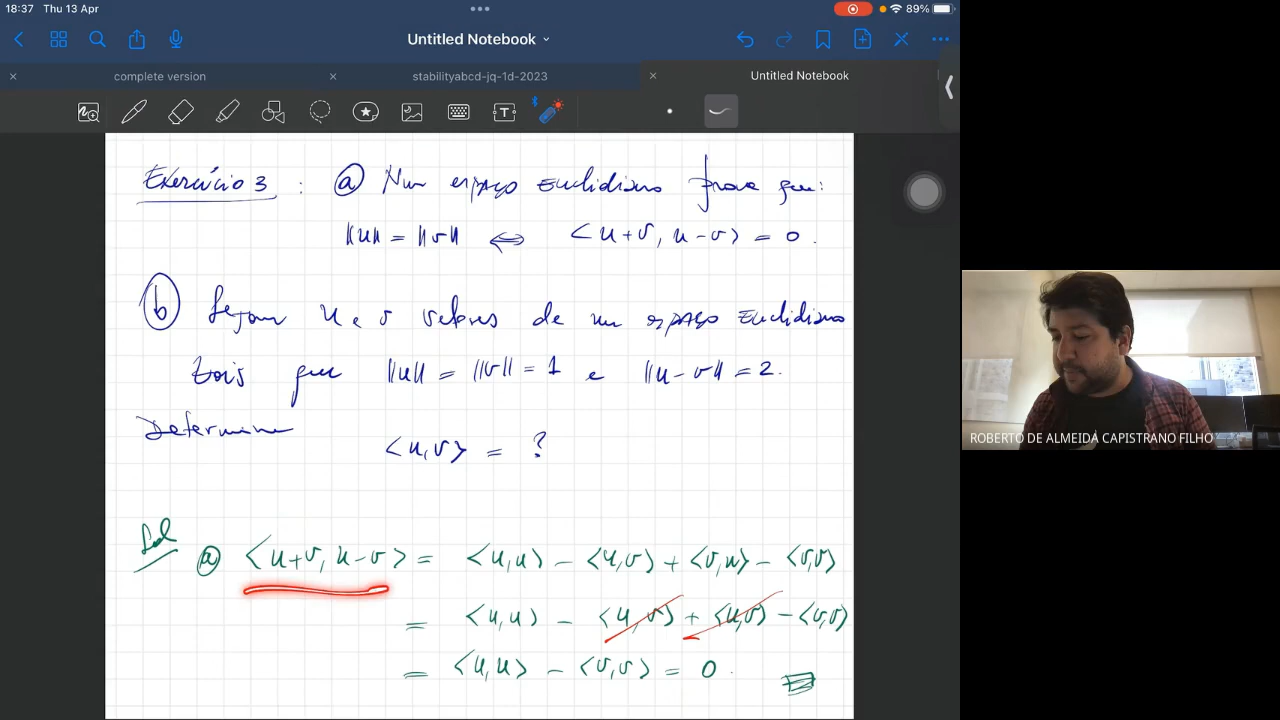 18:37 Thu 13 Apr
89%
Untitled Notebook
complete version
stabilityabcd-jq-1d-2023
Untitled Notebook
Exercício 3 : ⓐ Num espaço Euclidiano prove que:
||u|| = ||v|| ⇔ <u+v, u-v> = 0.
ⓑ Sejam u e v vetores de um espaço Euclidiano
tais que ||u|| = ||v|| = 1 e ||u-v|| = 2.
Determine
<u,v> = ?
Sol
ⓐ <u+v, u-v> = <u,u> - <u,v> + <v,u> - <v,v>
= <u,u> - <u,v> + <u,v> - <v,v>
= <u,u> - <v,v> = 0.
ROBERTO DE ALMEIDA CAPISTRANO FILHO